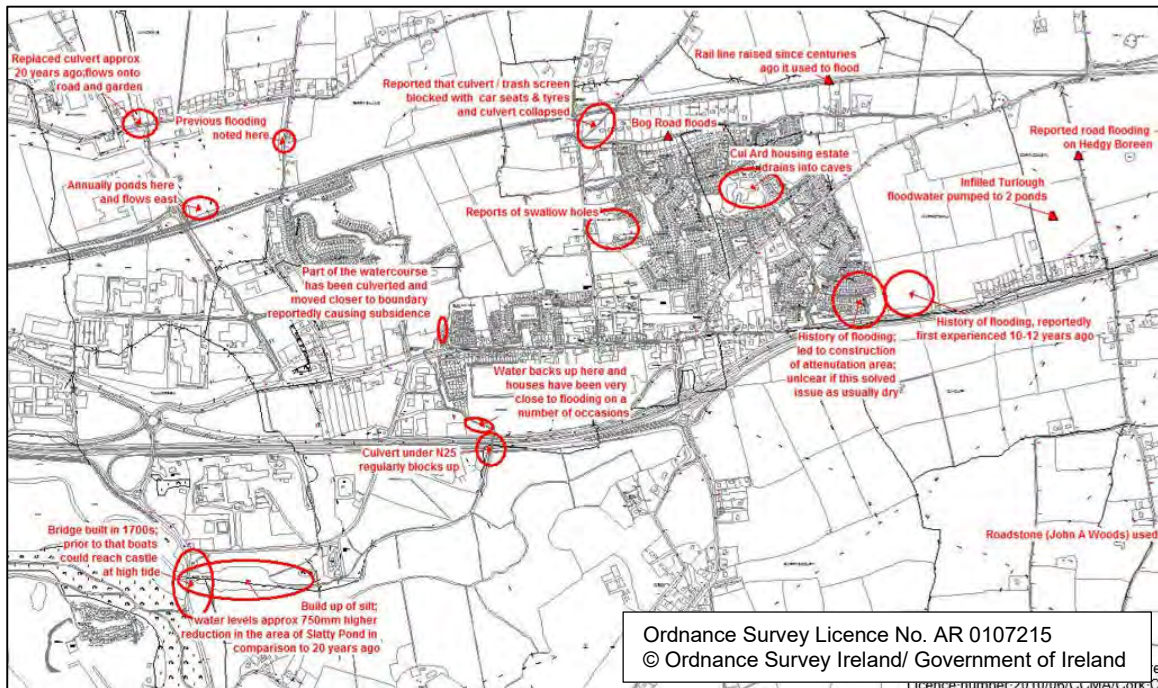 Replaced culvert approx
20 years ago;flows onto
road and garden
Previous flooding
noted here
Annually ponds here
and flows east
Reported that culvert / trash screen
blocked with car seats & tyres
and culvert collapsed
Rail line raised since centuries
ago it used to flood
Bog Road floods
Cul Ard housing estate
drains into caves
Reported road flooding
on Hedgy Boreen
Infilled Turlough
floodwater pumped to 2 ponds
Reports of swallow holes
Part of the watercourse
has been culverted and
moved closer to boundary
reportedly causing subsidence
History of flooding, reportedly
first experienced 10-12 years ago
History of flooding;
led to construction
of attenutation area;
unlcear if this solved
issue as usually dry
Water backs up here and
houses have been very
close to flooding on a
number of occasions
Culvert under N25
regularly blocks up
Bridge built in 1700s;
prior to that boats
could reach castle
at high tide
Build up of silt;
water levels approx 750mm higher
reduction in the area of Slatty Pond in
comparison to 20 years ago
Roadstone (John A Woods) used
Ordnance Survey Licence No. AR 0107215
© Ordnance Survey Ireland/ Government of Ireland